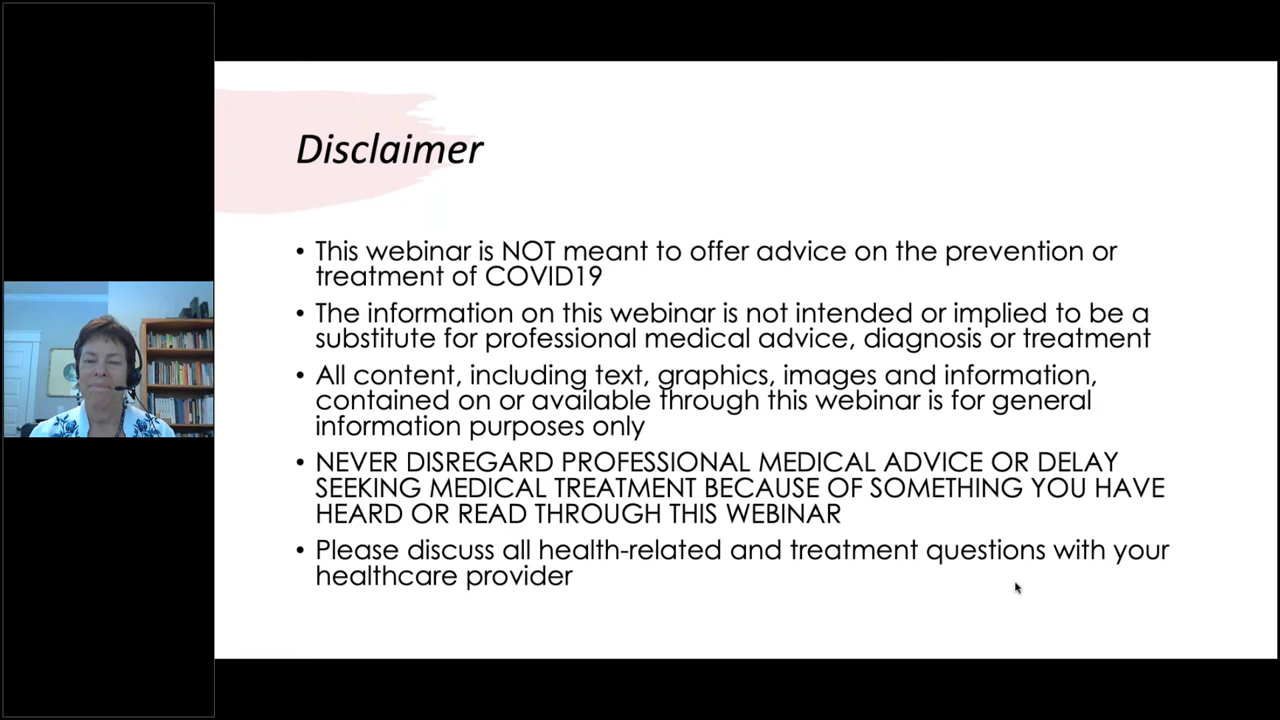 Disclaimer
• This webinar is NOT meant to offer advice on the prevention or
treatment of COVID19
• The information on this webinar is not intended or implied to be a
substitute for professional medical advice, diagnosis or treatment
• All content, including text, graphics, images and information,
contained on or available through this webinar is for general
information purposes only
• NEVER DISREGARD PROFESSIONAL MEDICAL ADVICE OR DELAY
SEEKING MEDICAL TREATMENT BECAUSE OF SOMETHING YOU HAVE
HEARD OR READ THROUGH THIS WEBINAR
• Please discuss all health-related and treatment questions with your
healthcare provider